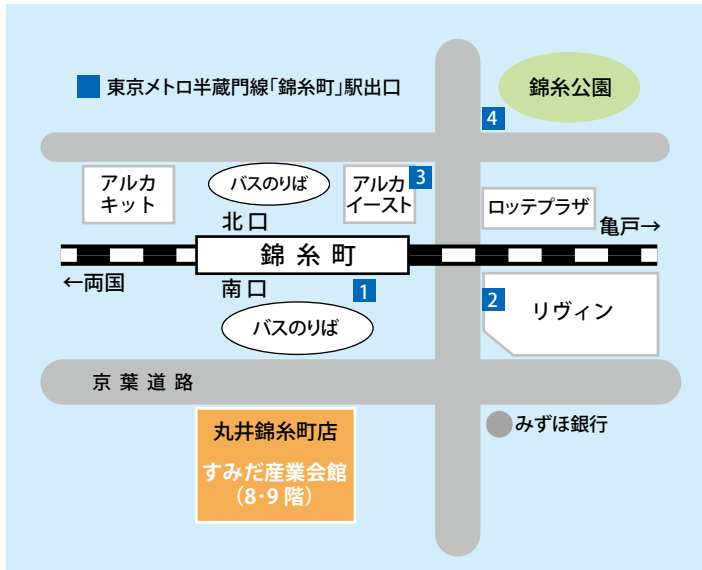 東京メトロ半蔵門線「錦糸町」駅出口
錦糸公園
4
アルカ
キット
バスのりば
アルカ
イースト
3
ロッテプラザ
北口
亀戸→
錦糸町
←両国
南口
1
2
リヴィン
バスのりば
京葉道路
丸井錦糸町店
すみだ産業会館
（8・9階）
みずほ銀行